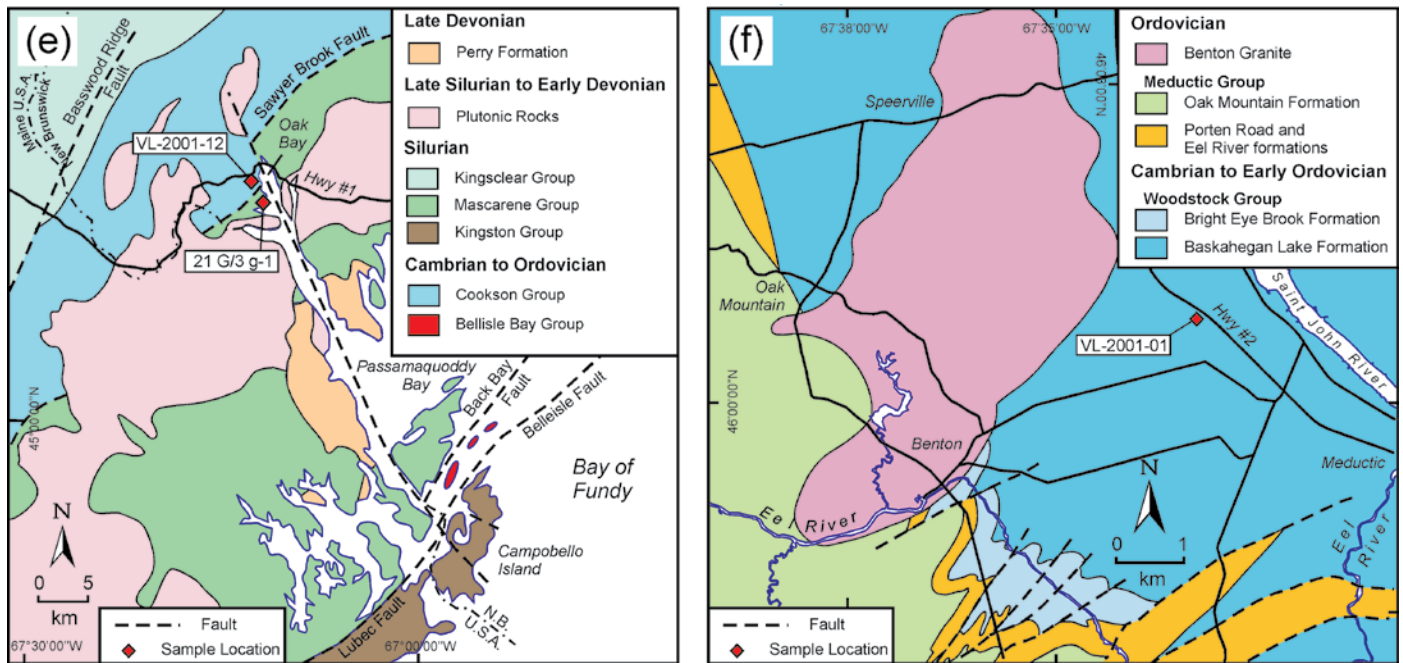 (e)
Late Devonian
Perry Formation
Late Silurian to Early Devonian
Plutonic Rocks
Silurian
Kingsclear Group
Mascarene Group
Kingston Group
Cambrian to Ordovician
Cookson Group
Bellisle Bay Group
Maine U.S.A.
New Brunswick
Basswood Ridge
Fault
Sawyer Brook Fault
Oak
Bay
VL-2001-12
Hwy #1
21 G/3 g-1
45°00'00"N
Passamaquoddy
Bay
Back Bay
Fault
Belleisle Fault
Bay of
Fundy
Campobello
Island
Lubec Fault
N.B.
U.S.A.
N
0 5
km
Fault
Sample Location
67°30'00"W
67°00'00"W
(f)
67°38'00"W
67°35'00"W
46°03'00"N
Ordovician
Benton Granite
Meductic Group
Oak Mountain Formation
Porten Road and
Eel River formations
Cambrian to Early Ordovician
Woodstock Group
Bright Eye Brook Formation
Baskahegan Lake Formation
Speerville
Oak
Mountain
VL-2001-01
Hwy #2
Saint John River
46°00'00"N
Benton
Meductic
Eel River
Eel
River
N
0 1
km
Fault
Sample Location